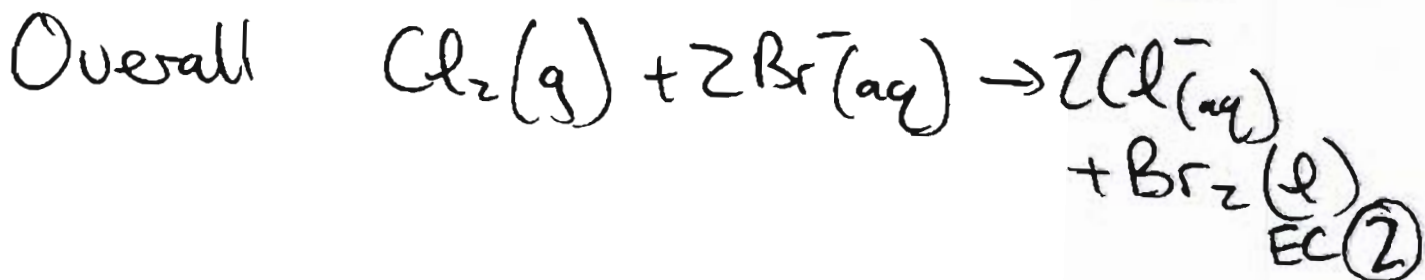 Overall Cl₂(g) + 2Br⁻(aq) → 2Cl⁻(aq)
+ Br₂(l)
EC ②